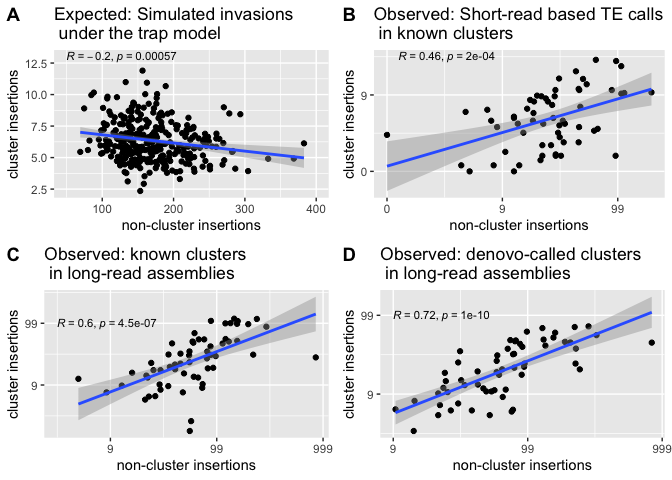 A
Expected: Simulated invasions
under the trap model
R = −0.2, p = 0.00057
12.5
10.0
7.5
5.0
2.5
cluster insertions
100 200 300 400
non-cluster insertions
B
Observed: Short-read based TE calls
in known clusters
R = 0.46, p = 2e-04
9
0
cluster insertions
0 9 99
non-cluster insertions
C
Observed: known clusters
in long-read assemblies
R = 0.6, p = 4.5e-07
99
9
cluster insertions
9 99 999
non-cluster insertions
D
Observed: denovo-called clusters
in long-read assemblies
R = 0.72, p = 1e-10
99
9
cluster insertions
9 99 999
non-cluster insertions